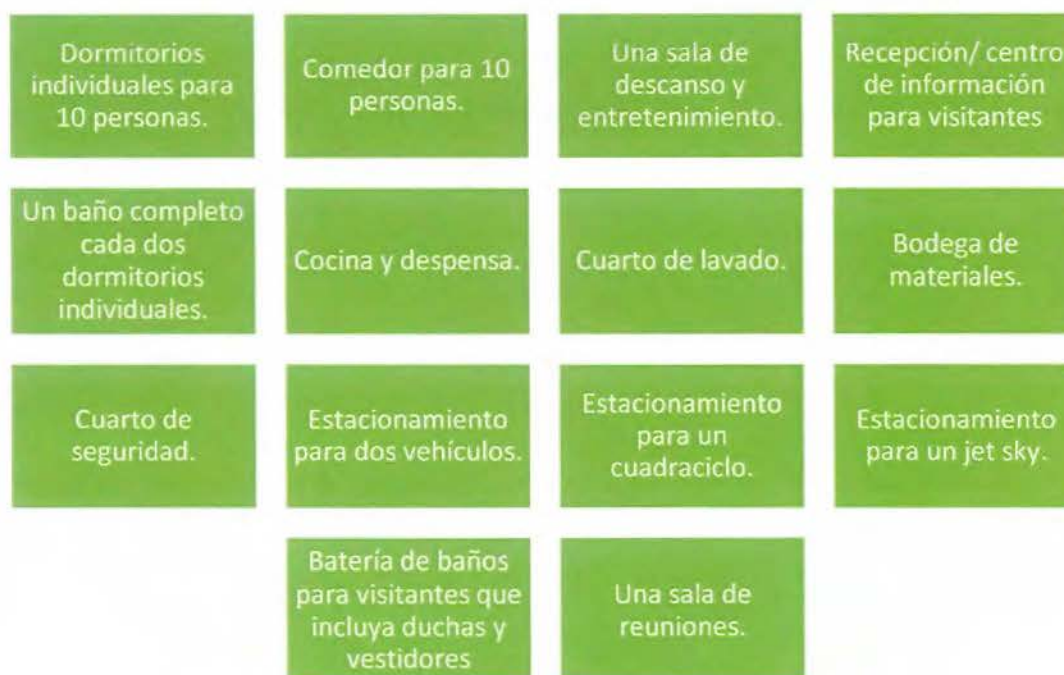 Dormitorios
individuales para
10 personas.
Comedor para 10
personas.
Una sala de
descanso y
entretenimiento.
Recepción/ centro
de información
para visitantes
Un baño completo
cada dos
dormitorios
individuales.
Cocina y despensa.
Cuarto de lavado.
Bodega de
materiales.
Cuarto de
seguridad.
Estacionamiento
para dos vehículos.
Estacionamiento
para un
cuadraciclo.
Estacionamiento
para un jet sky.
Batería de baños
para visitantes que
incluya duchas y
vestidores
Una sala de
reuniones.